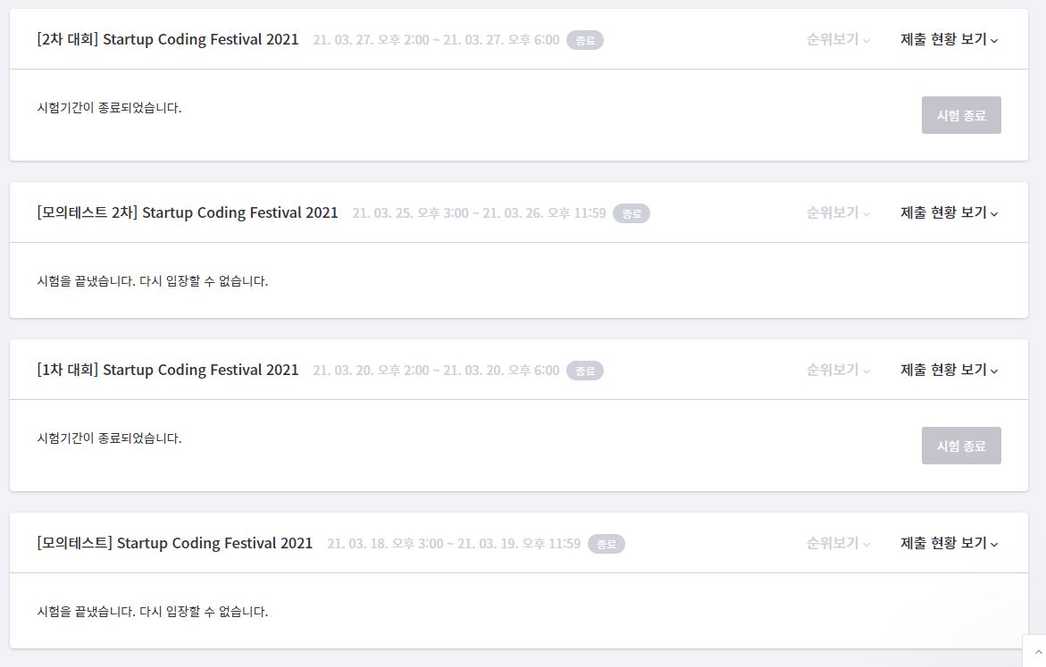 [2차 대회] Startup Coding Festival 2021 21. 03. 27. 오후 2:00 ~ 21. 03. 27. 오후 6:00 종료 순위보기 제출 현황 보기
시험기간이 종료되었습니다. 시험 종료
[모의테스트 2차] Startup Coding Festival 2021 21. 03. 25. 오후 3:00 ~ 21. 03. 26. 오후 11:59 종료 순위보기 제출 현황 보기
시험을 끝냈습니다. 다시 입장할 수 없습니다.
[1차 대회] Startup Coding Festival 2021 21. 03. 20. 오후 2:00 ~ 21. 03. 20. 오후 6:00 종료 순위보기 제출 현황 보기
시험기간이 종료되었습니다. 시험 종료
[모의테스트] Startup Coding Festival 2021 21. 03. 18. 오후 3:00 ~ 21. 03. 19. 오후 11:59 종료 순위보기 제출 현황 보기
시험을 끝냈습니다. 다시 입장할 수 없습니다.